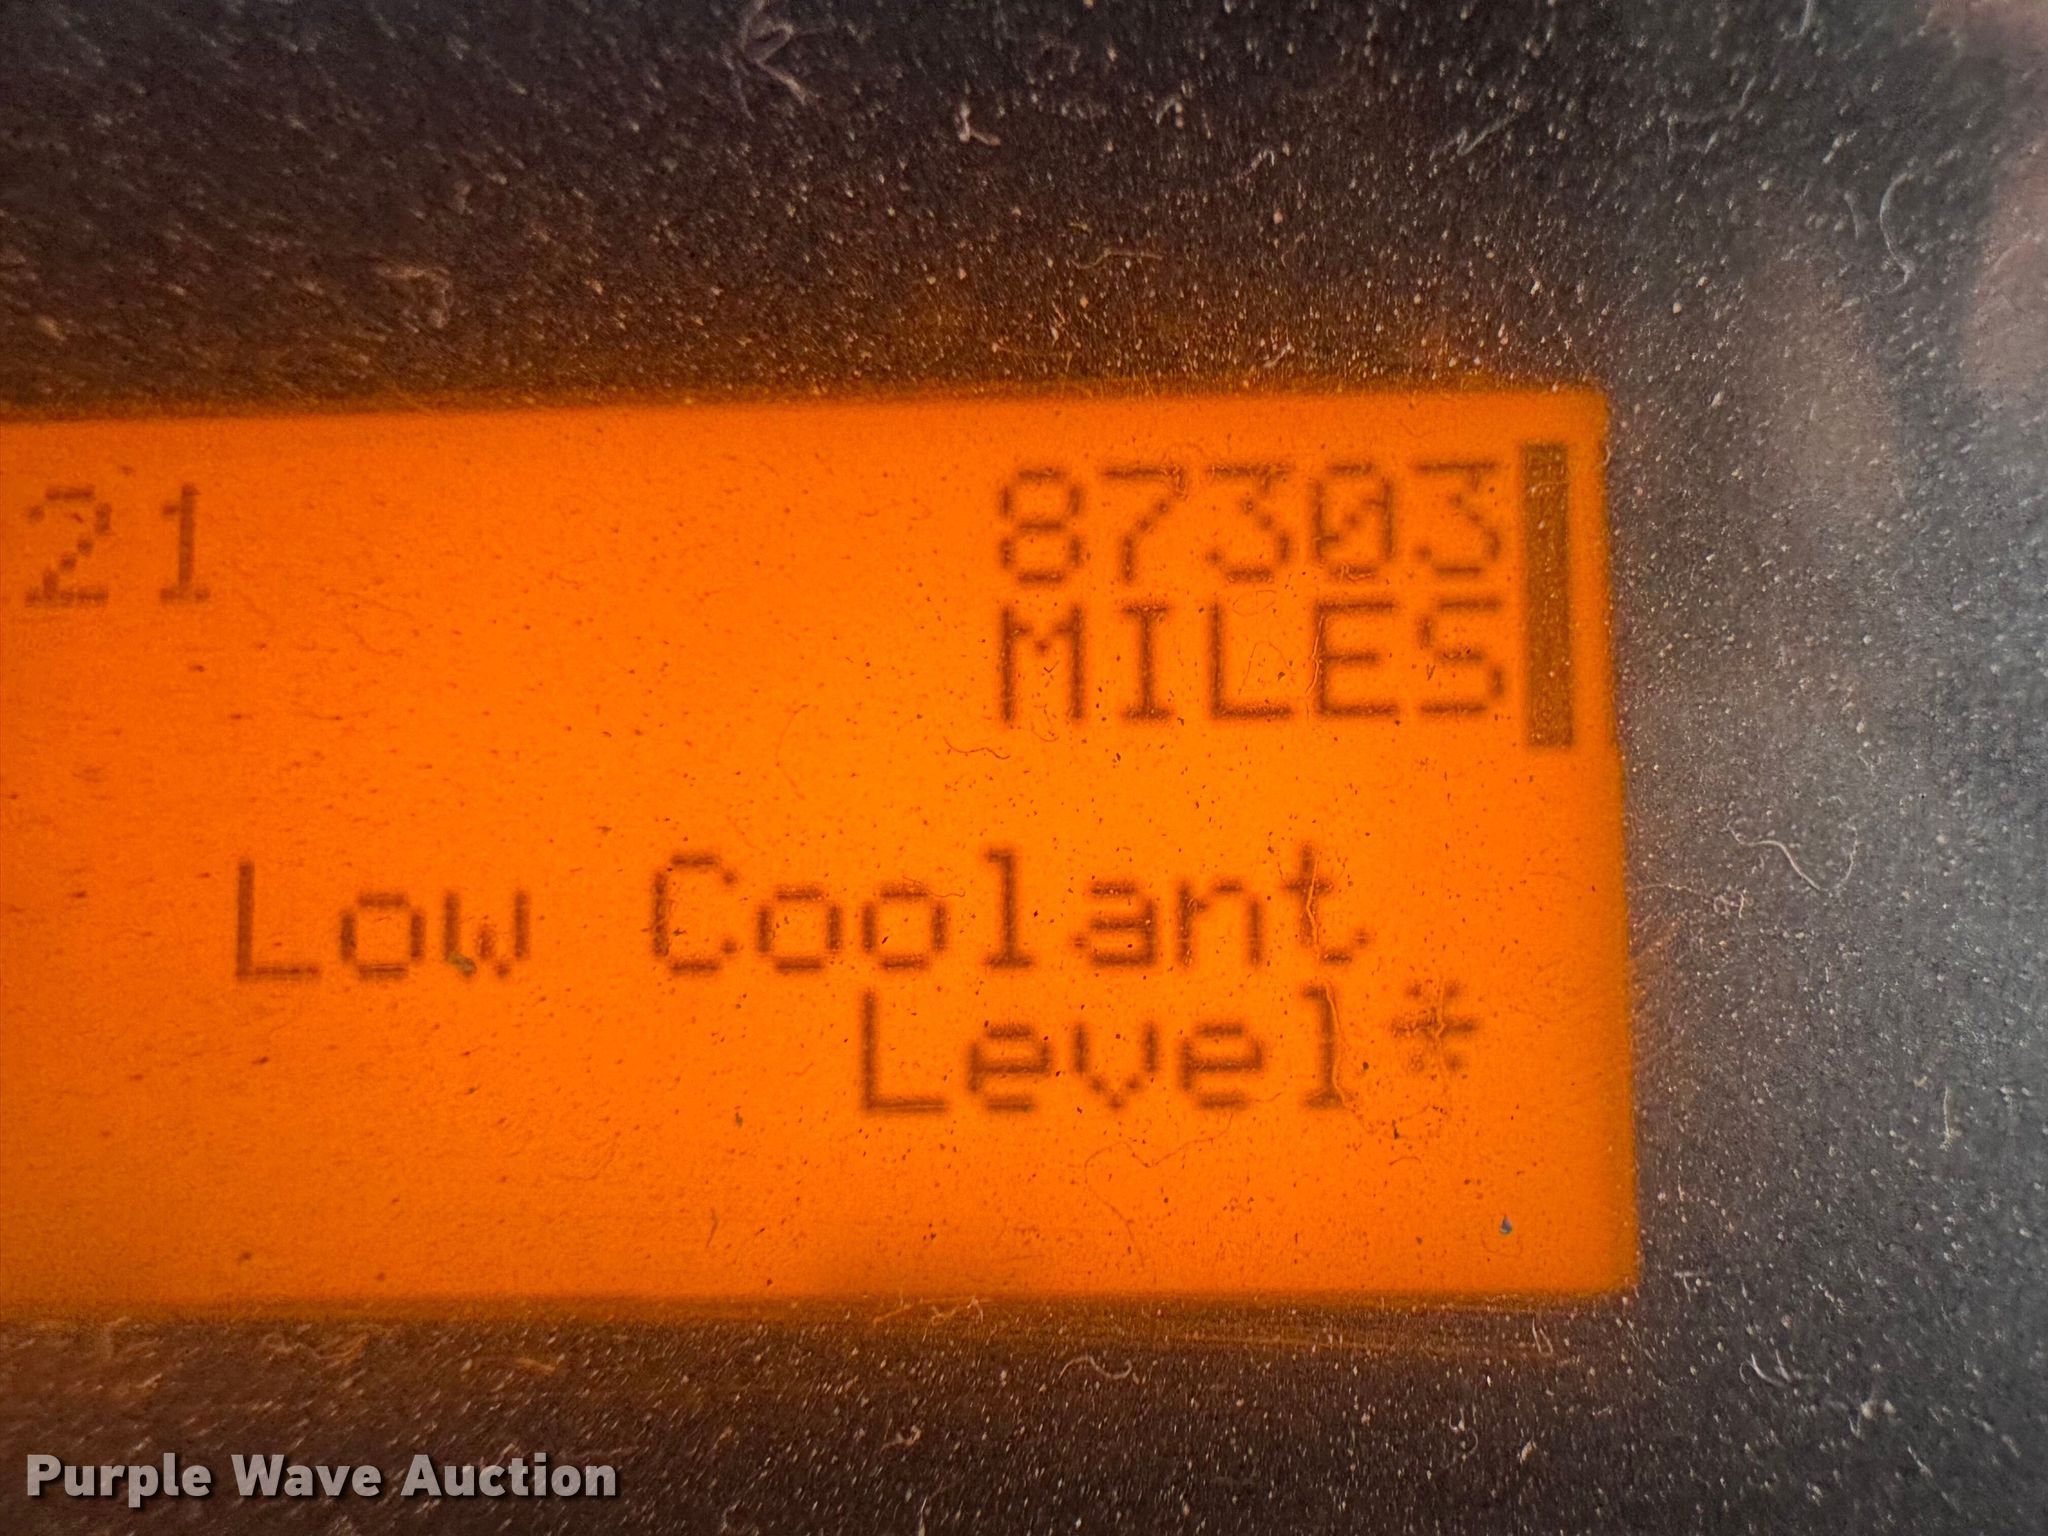 21 87303
MILES
Low Coolant
Level*
Purple Wave Auction